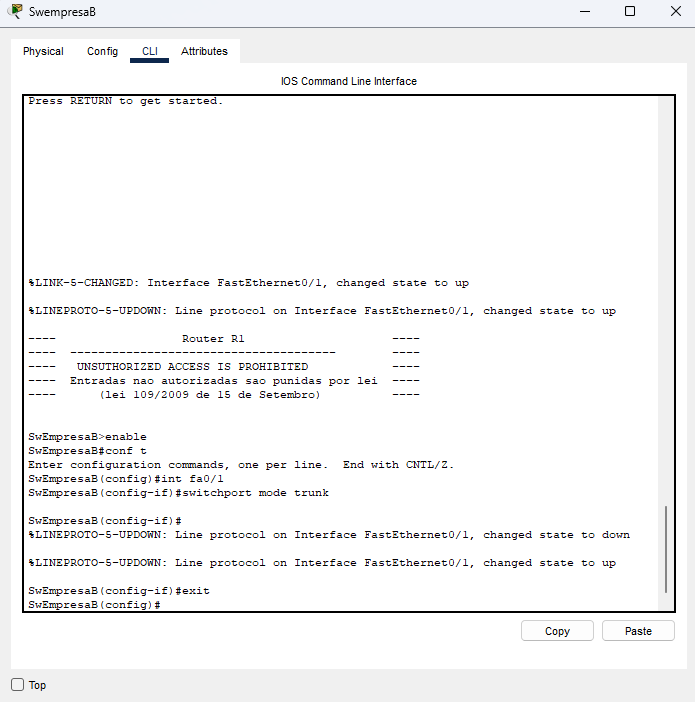 SwempresaB
Physical Config CLI Attributes
IOS Command Line Interface
Press RETURN to get started.
%LINK-5-CHANGED: Interface FastEthernet0/1, changed state to up
%LINEPROTO-5-UPDOWN: Line protocol on Interface FastEthernet0/1, changed state to up
---- Router R1 ----
---- -------------------------------------- ----
---- UNSUTHORIZED ACCESS IS PROHIBITED ----
---- Entradas nao autorizadas sao punidas por lei ----
---- (lei 109/2009 de 15 de Setembro) ----
SwEmpresaB>enable
SwEmpresaB#conf t
Enter configuration commands, one per line. End with CNTL/Z.
SwEmpresaB(config)#int fa0/1
SwEmpresaB(config-if)#switchport mode trunk
SwEmpresaB(config-if)#
%LINEPROTO-5-UPDOWN: Line protocol on Interface FastEthernet0/1, changed state to down
%LINEPROTO-5-UPDOWN: Line protocol on Interface FastEthernet0/1, changed state to up
SwEmpresaB(config-if)#exit
SwEmpresaB(config)#
Copy Paste
Top